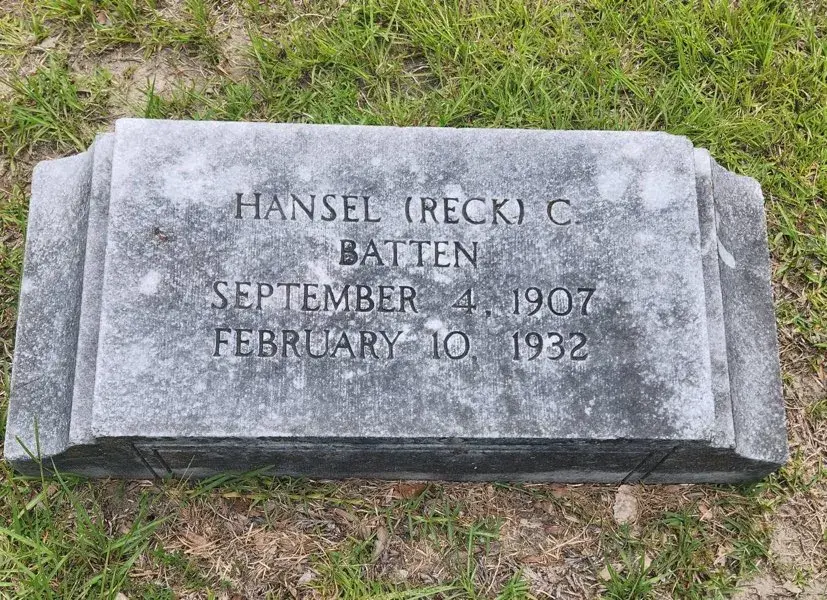 HANSEL (RECK) C.
BATTEN
SEPTEMBER 4, 1907
FEBRUARY 10, 1932